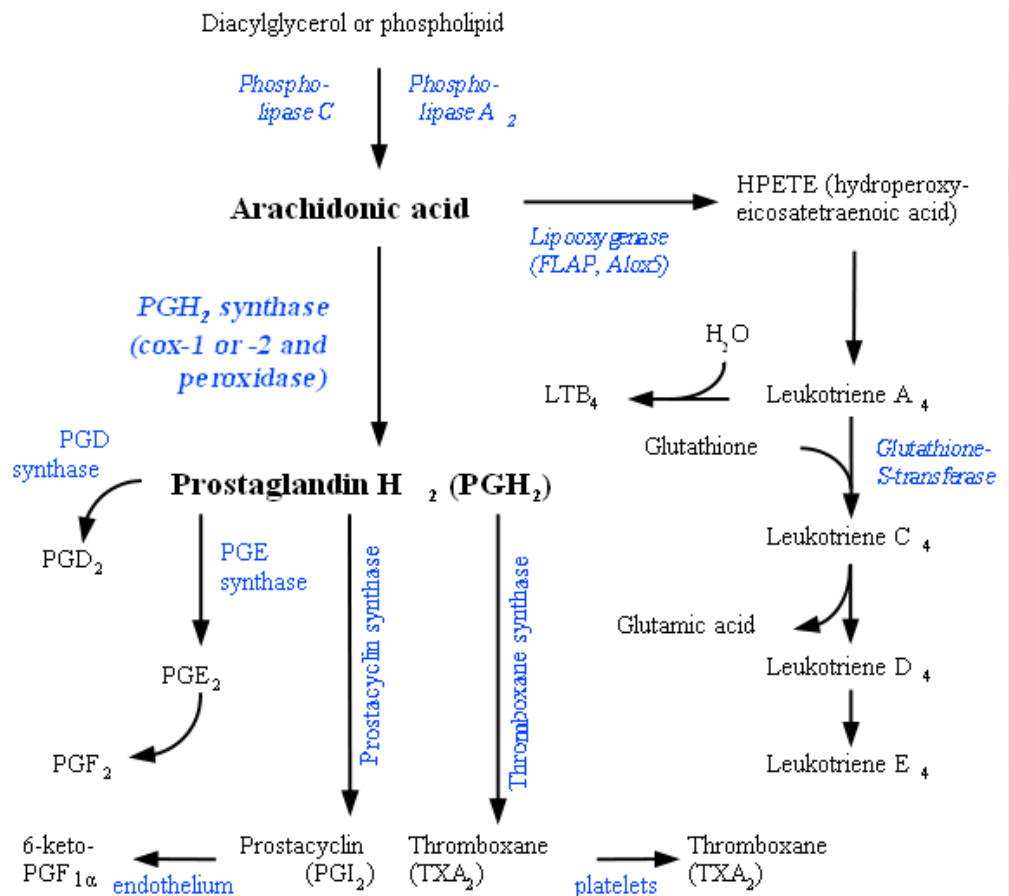 Diacylglycerol or phospholipid
Phospho-
lipase C
Phospho-
lipase A 2
Arachidonic acid
HPETE (hydroperoxy-
eicosatetraenoic acid)
Lipooxygenase
(FLAP, Alox5)
PGH2 synthase
(cox-1 or -2 and
peroxidase)
H2O
LTB4
Leukotriene A 4
Glutathione
Glutathione-
S-transferase
PGD
synthase
Prostaglandin H 2 (PGH2)
PGD2
PGE
synthase
Prostacyclin synthase
Thromboxane synthase
Leukotriene C 4
Glutamic acid
PGE2
Leukotriene D 4
PGF2
Leukotriene E 4
6-keto-
PGF1α
endothelium
Prostacyclin
(PGI2)
Thromboxane
(TXA2)
platelets
Thromboxane
(TXA2)